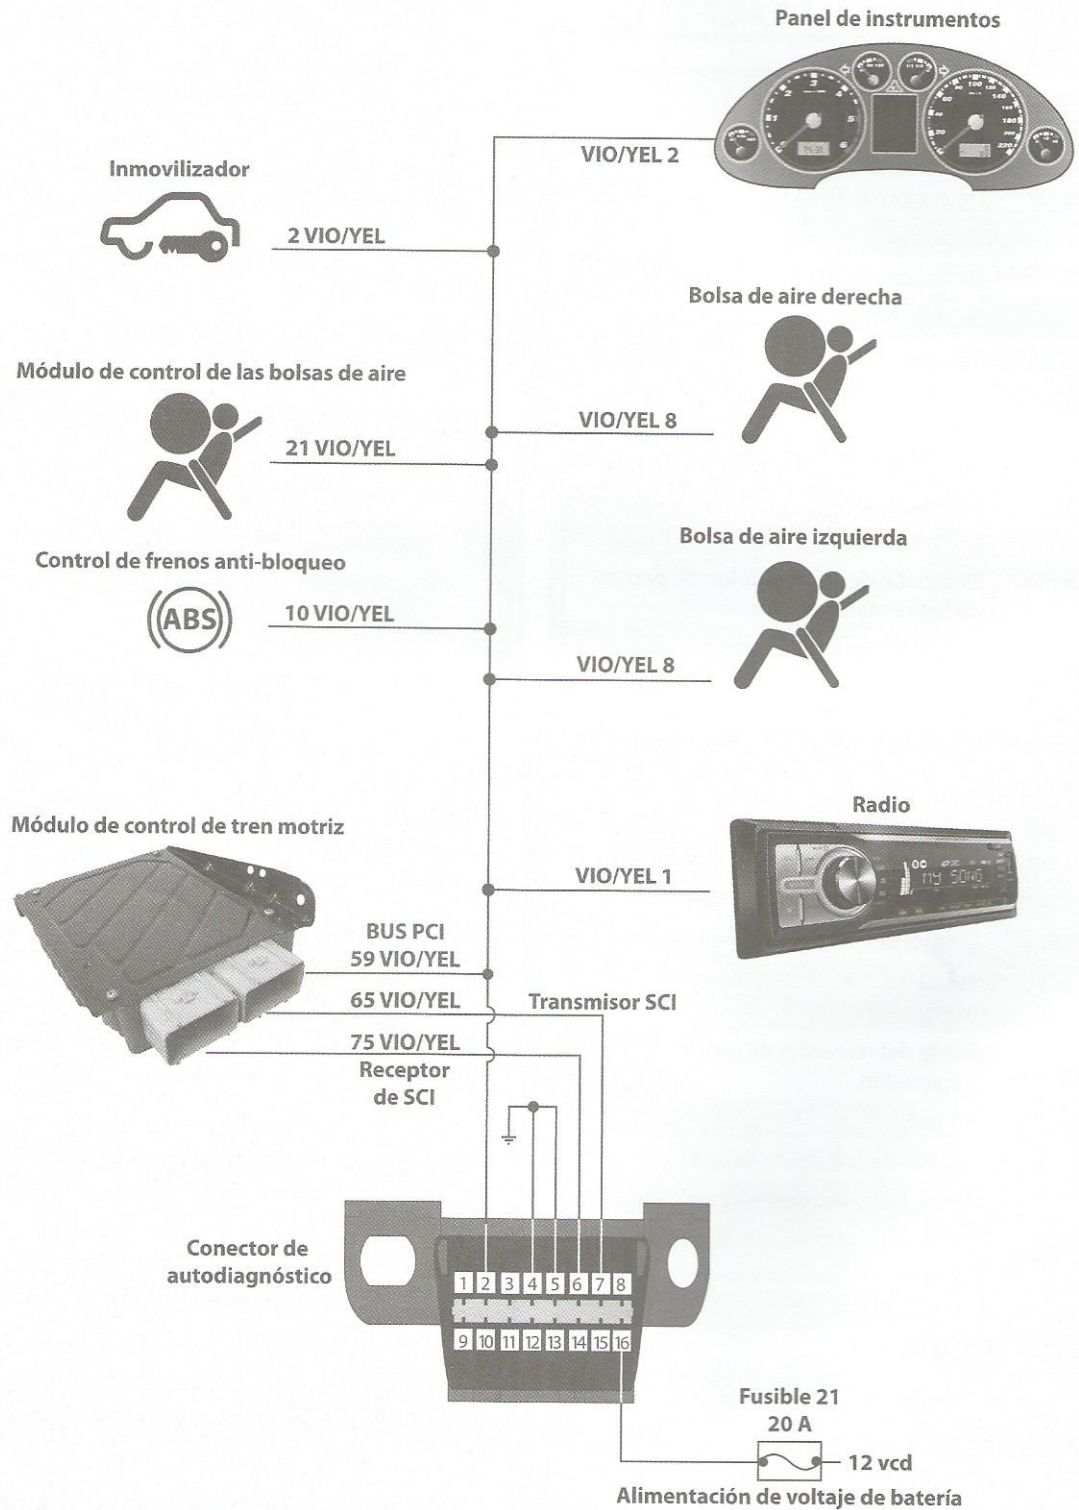 Panel de instrumentos
VIO/YEL 2
Inmovilizador
2 VIO/YEL
Bolsa de aire derecha
Módulo de control de las bolsas de aire
VIO/YEL 8
21 VIO/YEL
Bolsa de aire izquierda
Control de frenos anti-bloqueo
ABS
10 VIO/YEL
VIO/YEL 8
Radio
Módulo de control de tren motriz
VIO/YEL 1
OC
MY SONG
BUS PCI
59 VIO/YEL
65 VIO/YEL
Transmisor SCI
75 VIO/YEL
Receptor
de SCI
Conector de
autodiagnóstico
1 2 3 4 5 6 7 8
9 10 11 12 13 14 15 16
Fusible 21
20 A
12 vcd
Alimentación de voltaje de batería